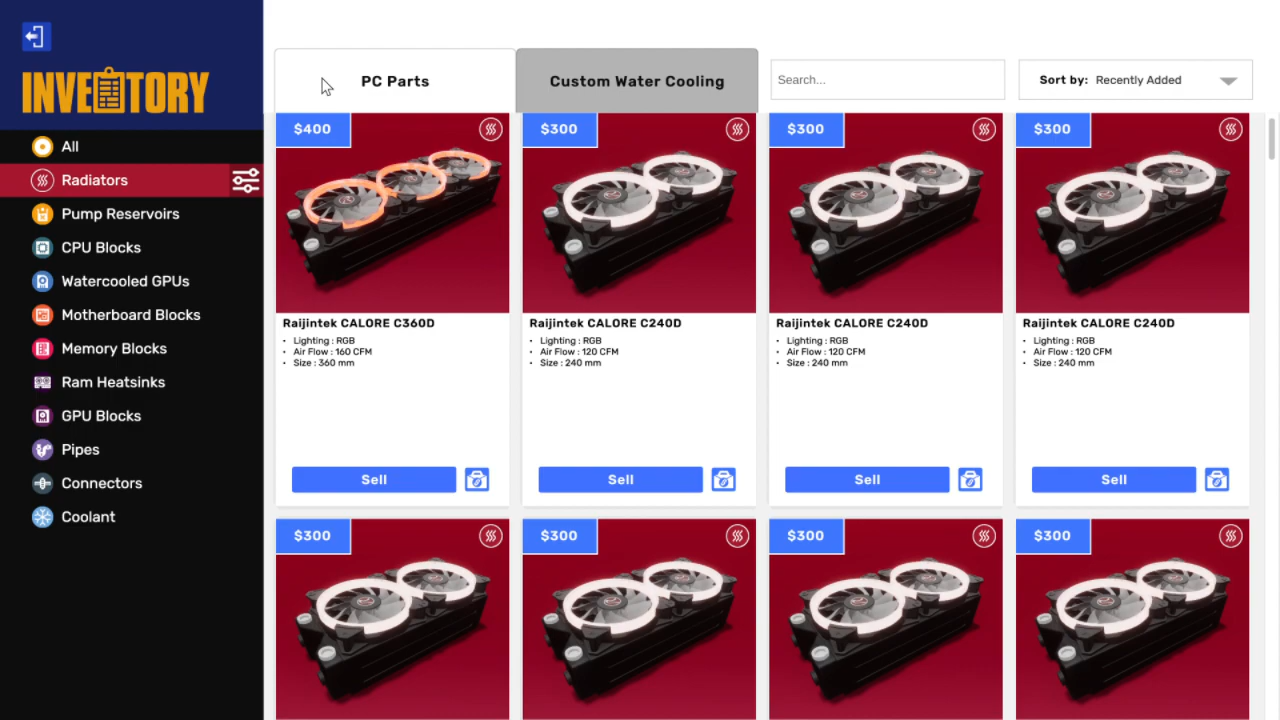 INVENTORY
All
Radiators
Pump Reservoirs
CPU Blocks
Watercooled GPUs
Motherboard Blocks
Memory Blocks
Ram Heatsinks
GPU Blocks
Pipes
Connectors
Coolant
PC Parts
Custom Water Cooling
Search...
Sort by: Recently Added
$400
Raijintek CALORE C360D
• Lighting : RGB
• Air Flow : 160 CFM
• Size : 360 mm
Sell
$300
Raijintek CALORE C240D
• Lighting : RGB
• Air Flow : 120 CFM
• Size : 240 mm
Sell
$300
Raijintek CALORE C240D
• Lighting : RGB
• Air Flow : 120 CFM
• Size : 240 mm
Sell
$300
Raijintek CALORE C240D
• Lighting : RGB
• Air Flow : 120 CFM
• Size : 240 mm
Sell
$300
$300
$300
$300